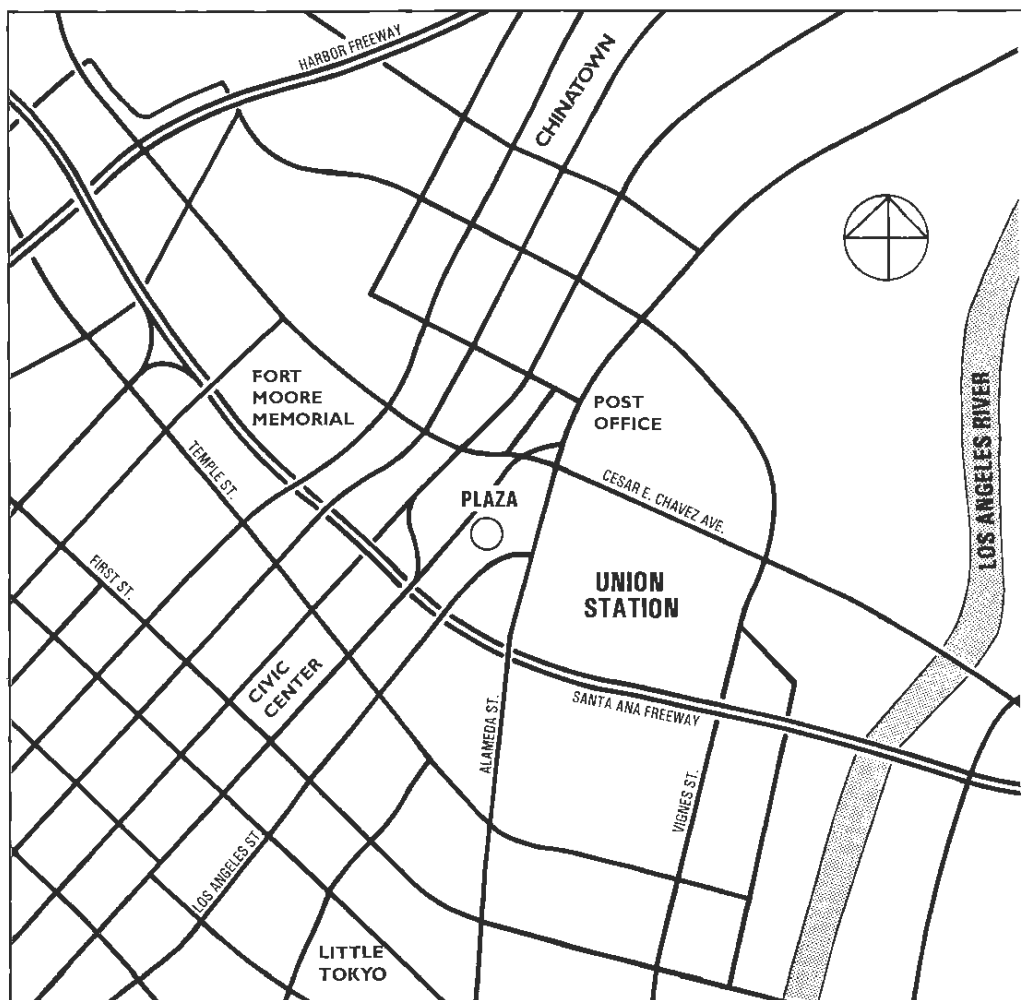 HARBOR FREEWAY
CHINATOWN
FORT
MOORE
MEMORIAL
POST
OFFICE
TEMPLE ST.
PLAZA
CESAR E. CHAVEZ AVE.
LOS ANGELES RIVER
FIRST ST.
UNION
STATION
CIVIC
CENTER
SANTA ANA FREEWAY
ALAMEDA ST.
VIGNES ST.
LOS ANGELES ST.
LITTLE
TOKYO